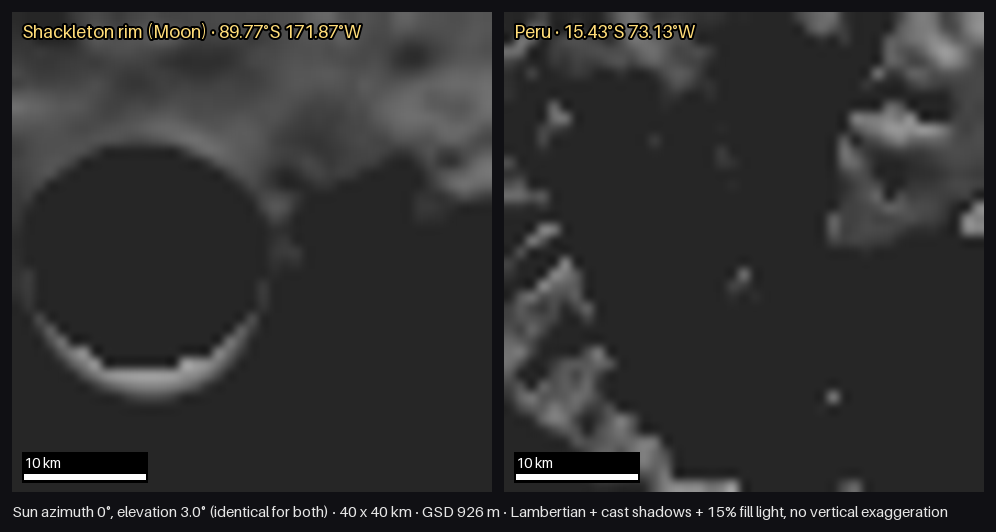 Shackleton rim (Moon) · 89.77°S 171.87°W
Peru · 15.43°S 73.13°W
10 km
10 km
Sun azimuth 0°, elevation 3.0° (identical for both) · 40 x 40 km · GSD 926 m · Lambertian + cast shadows + 15% fill light, no vertical exaggeration